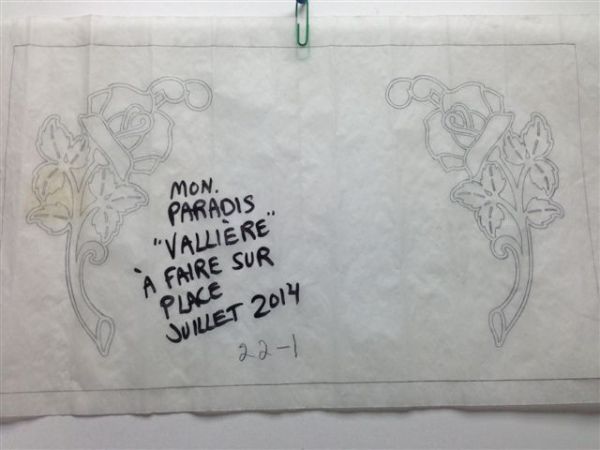 MON.
PARADIS
"VALLIÈRE"
À FAIRE SUR
PLACE
JUILLET 2014
22-1